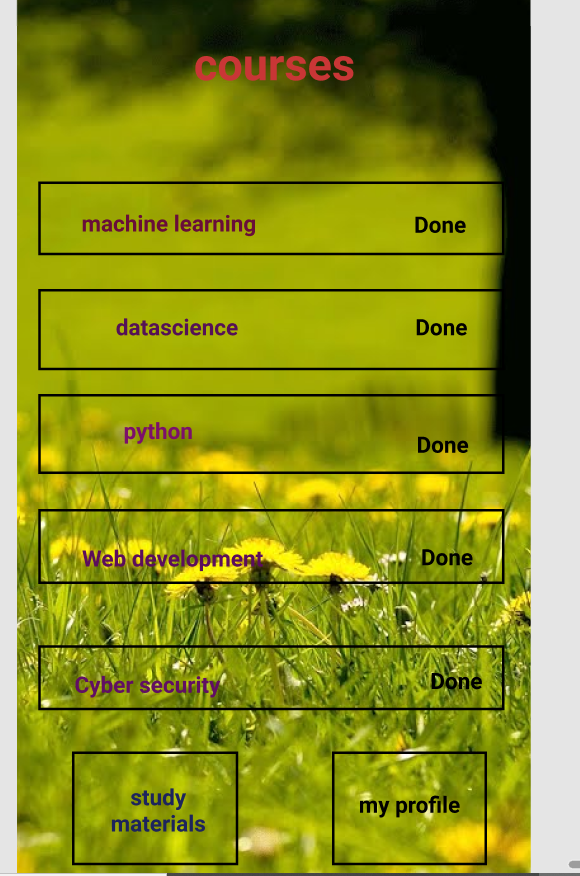 courses
machine learning Done
datascience Done
python Done
Web development Done
Cyber security Done
study
materials
my profile